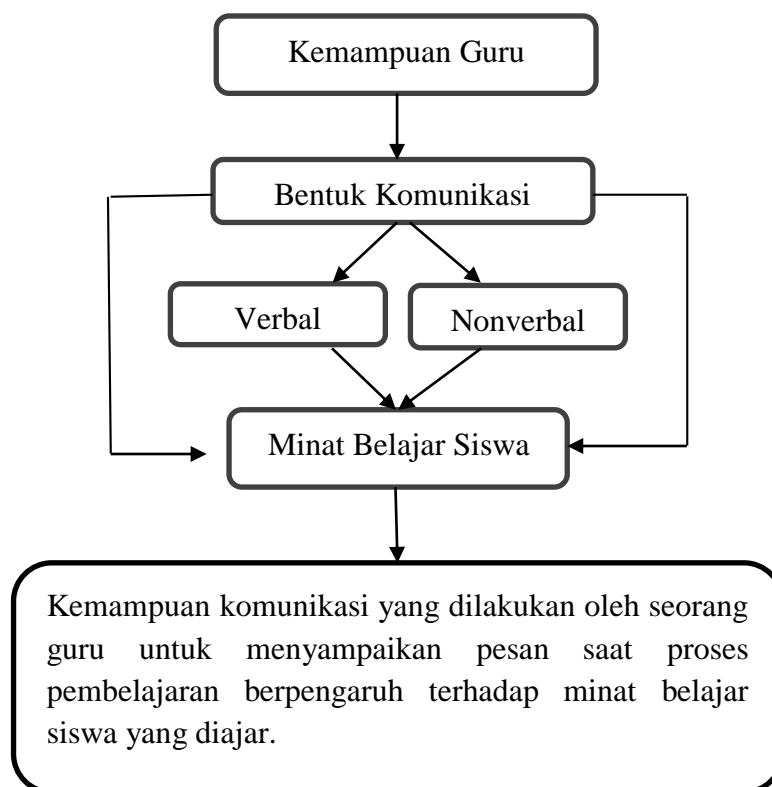 Kemampuan Guru
Bentuk Komunikasi
Verbal
Nonverbal
Minat Belajar Siswa
Kemampuan komunikasi yang dilakukan oleh seorang
guru untuk menyampaikan pesan saat proses
pembelajaran berpengaruh terhadap minat belajar
siswa yang diajar.